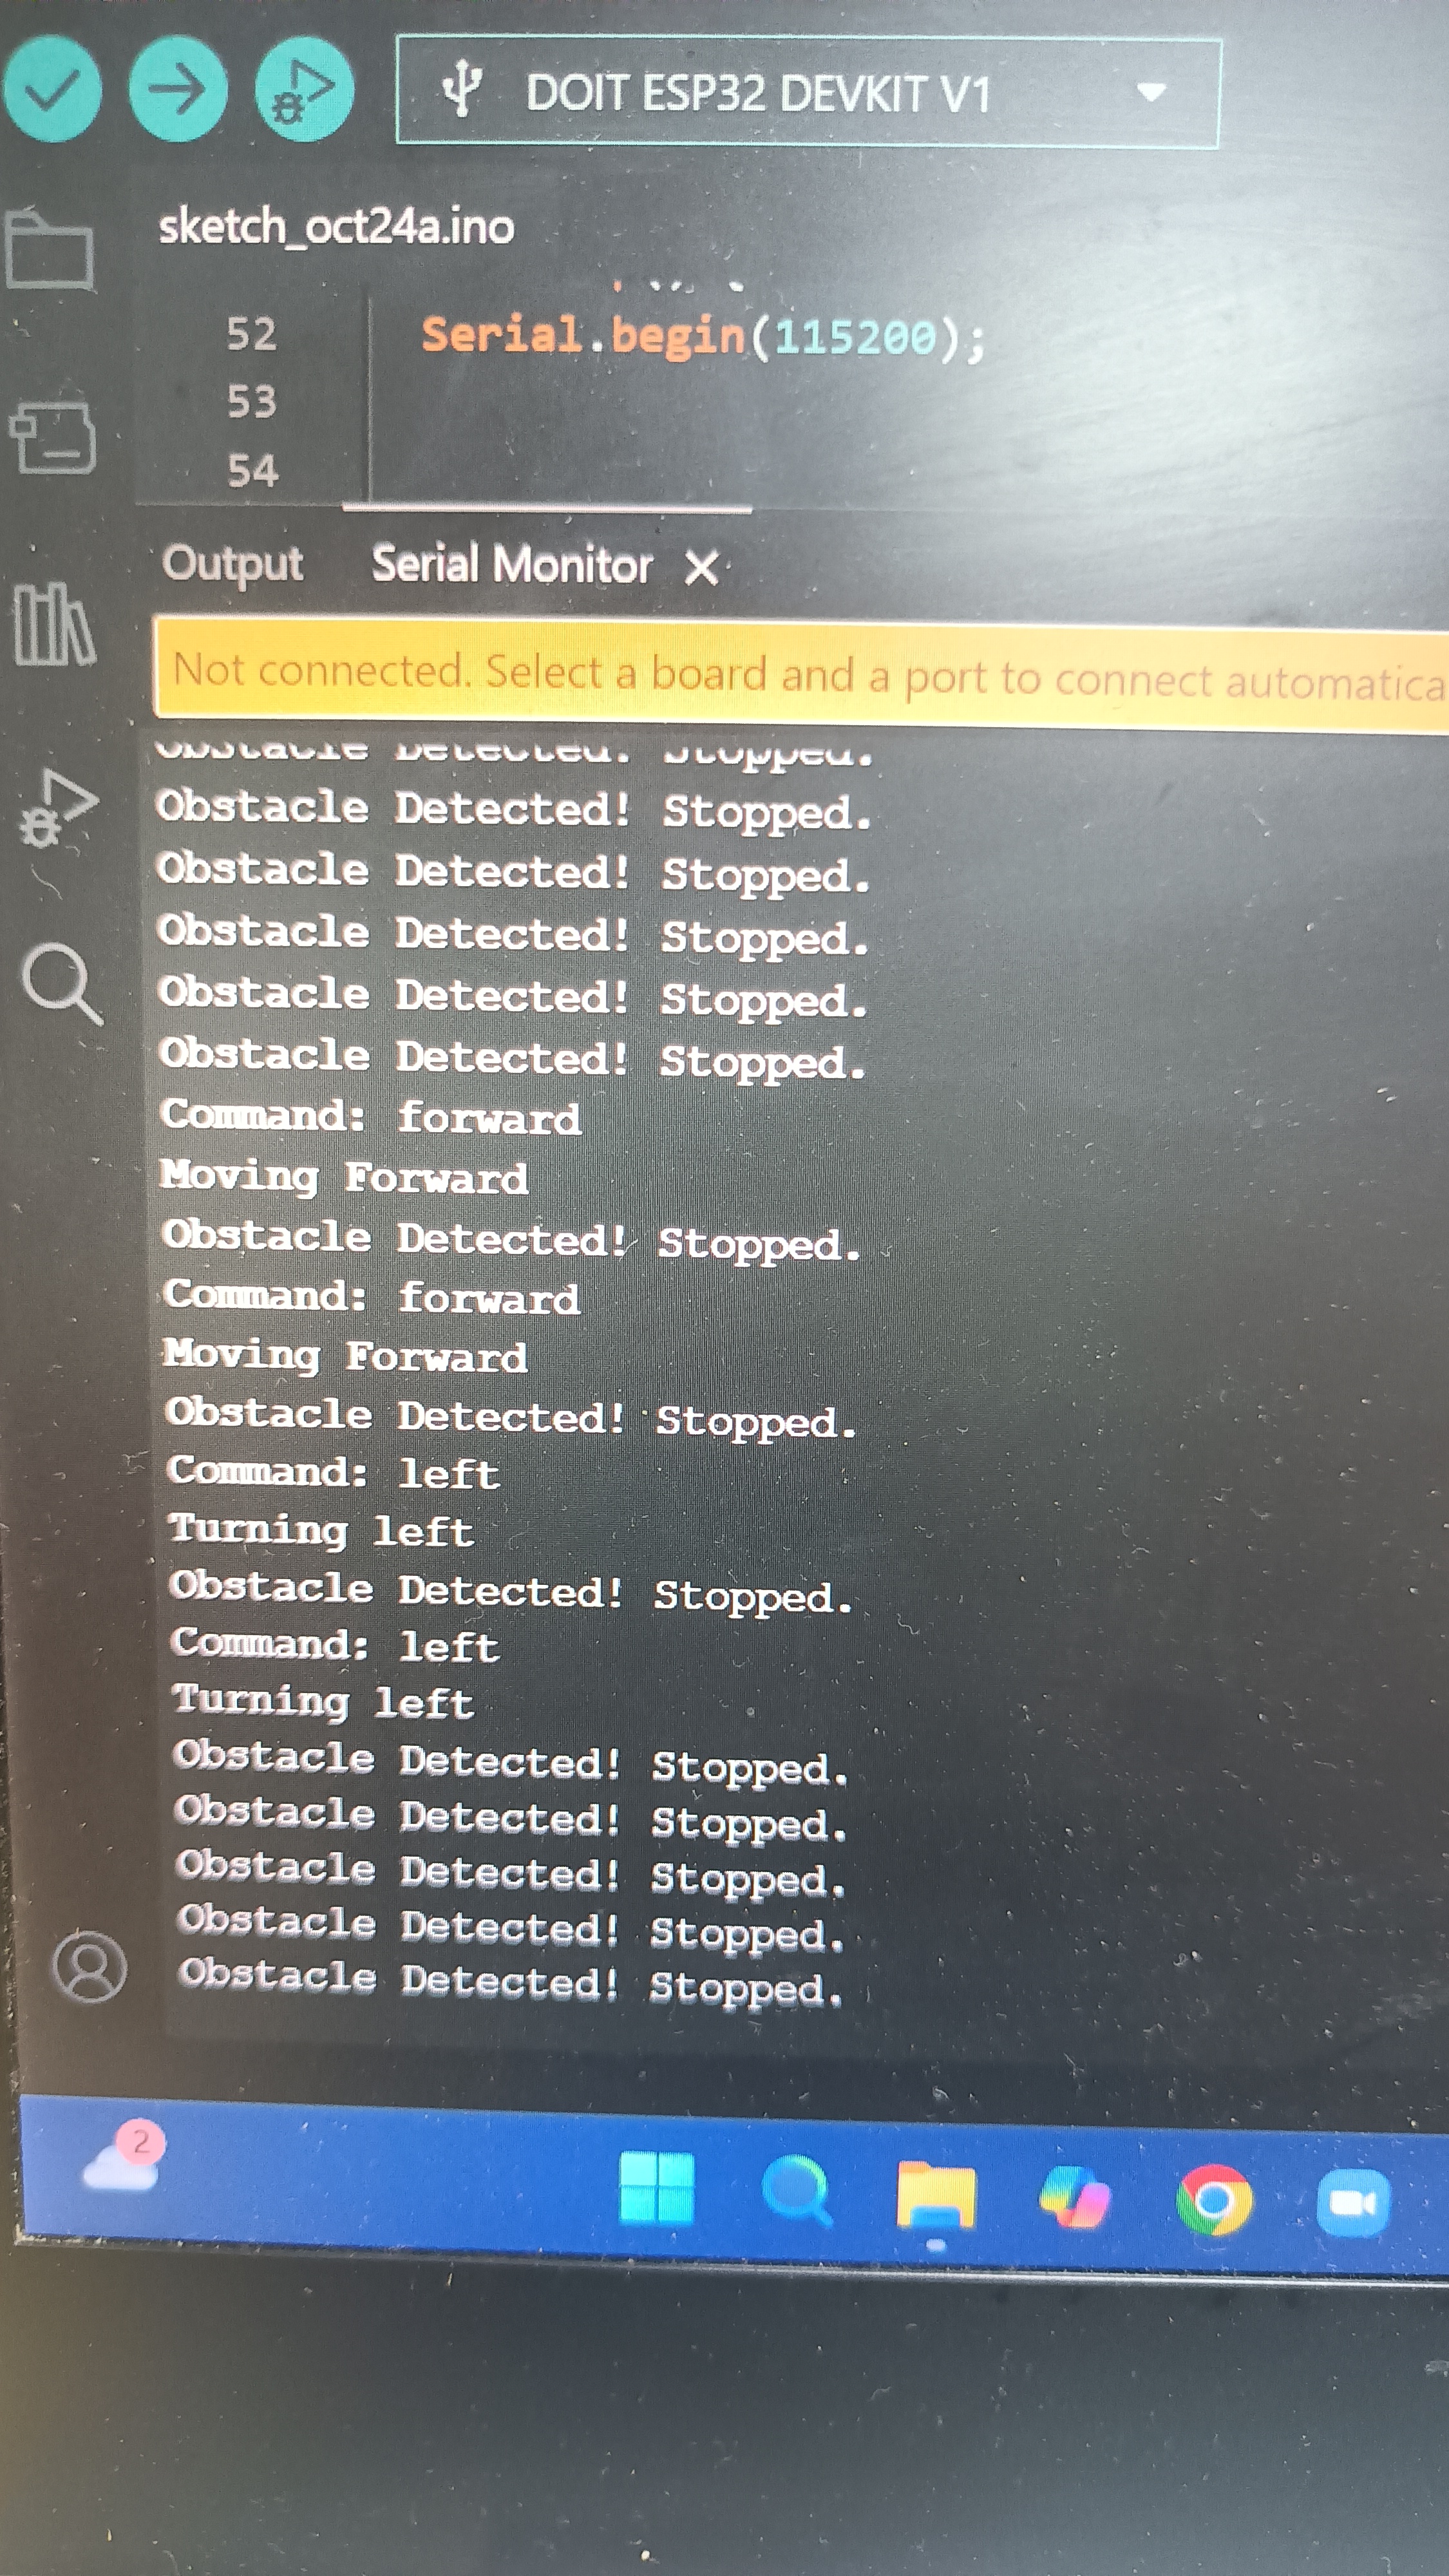 DOIT ESP32 DEVKIT V1
sketch_oct24a.ino
52 Serial.begin(115200);
53
54
Output Serial Monitor X
Not connected. Select a board and a port to connect automatica
Obstacle Detected! Stopped.
Obstacle Detected! Stopped.
Obstacle Detected! Stopped.
Obstacle Detected! Stopped.
Obstacle Detected! Stopped.
Obstacle Detected! Stopped.
Command: forward
Moving Forward
Obstacle Detected! Stopped.
Command: forward
Moving Forward
Obstacle Detected! Stopped.
Command: left
Turning left
Obstacle Detected! Stopped.
Command: left
Turning left
Obstacle Detected! Stopped.
Obstacle Detected! Stopped.
Obstacle Detected! Stopped.
Obstacle Detected! Stopped.
Obstacle Detected! Stopped.
2